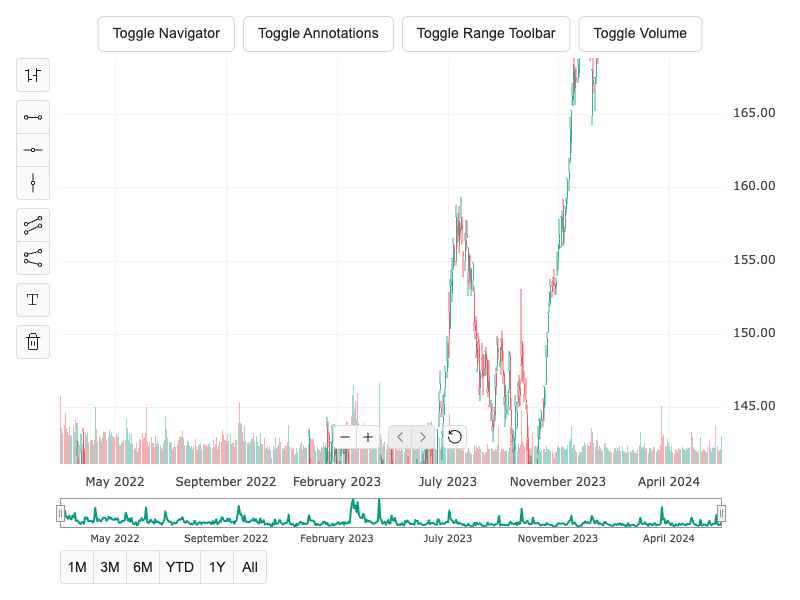 Toggle Navigator Toggle Annotations Toggle Range Toolbar Toggle Volume
165.00
160.00
155.00
T
150.00
145.00
May 2022 September 2022 February 2023 July 2023 November 2023 April 2024
May 2022 September 2022 February 2023 July 2023 November 2023 April 2024
1M 3M 6M YTD 1Y All